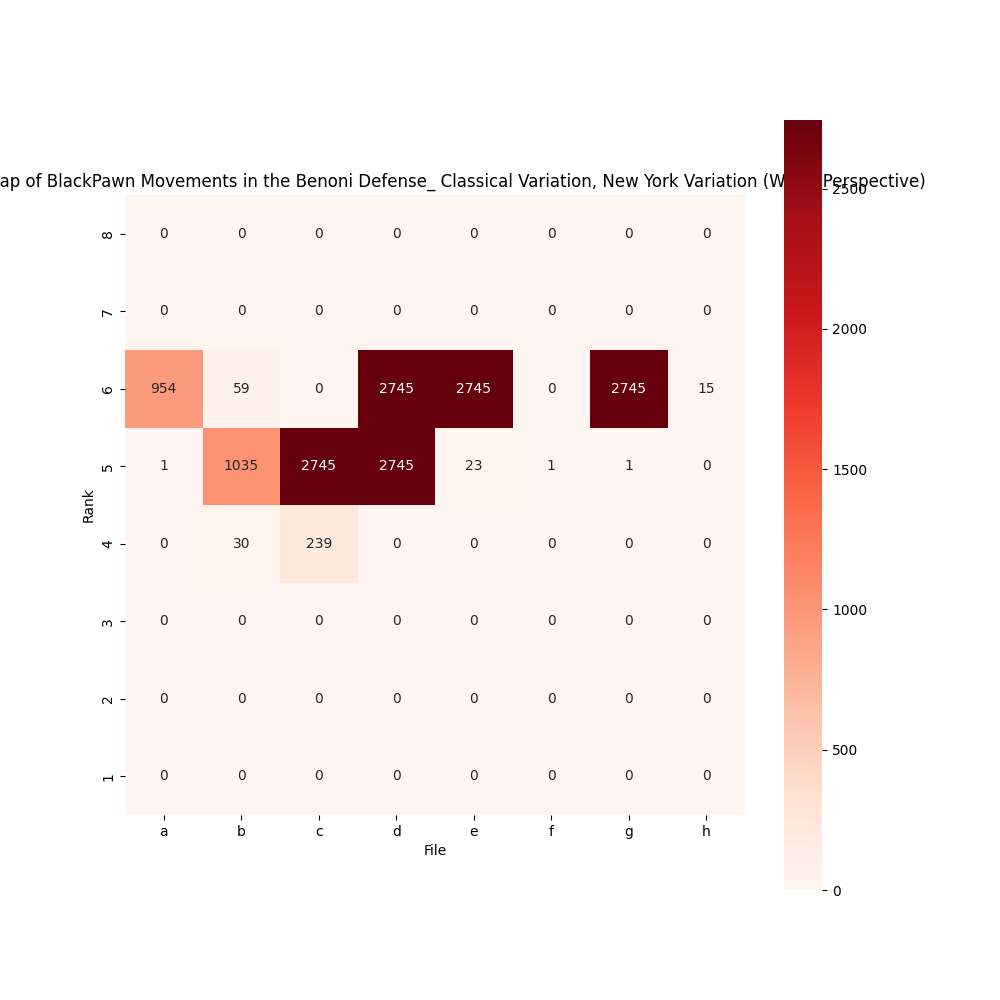 ap of BlackPawn Movements in the Benoni Defense_ Classical Variation, New York Variation (W Perspective)
2500
8 0 0 0 0 0 0 0 0
7 0 0 0 0 0 0 0 0
2000
6 954 59 0 2745 2745 0 2745 15
5 1 1035 2745 2745 23 1 1 0
1500
Rank
4 0 30 239 0 0 0 0 0
1000
3 0 0 0 0 0 0 0 0
2 0 0 0 0 0 0 0 0
500
1 0 0 0 0 0 0 0 0
a b c d e f g h
File
0